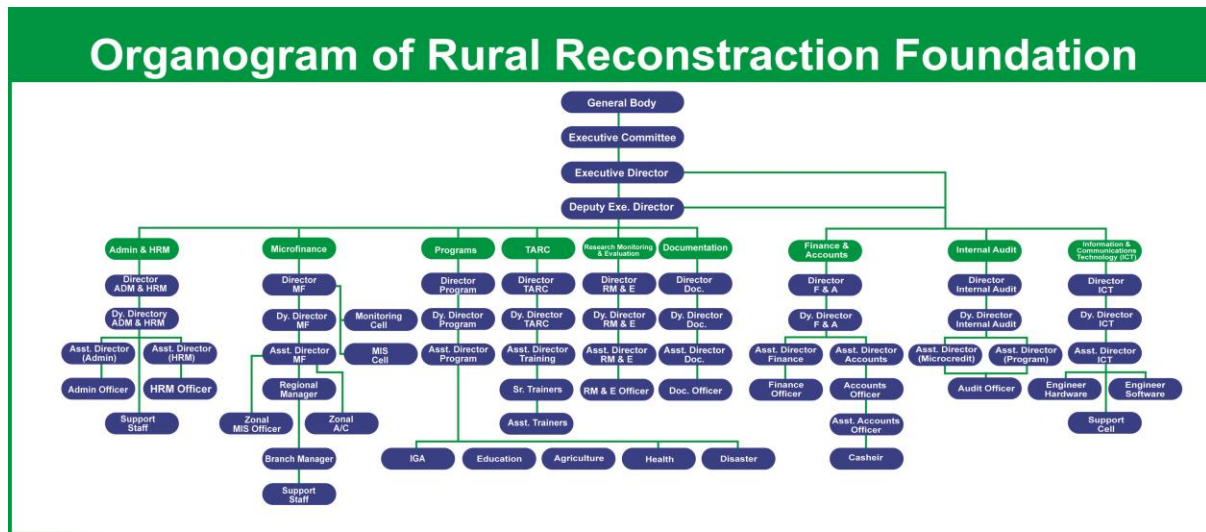 Organogram of Rural Reconstraction Foundation
General Body
Executive Committee
Executive Director
Deputy Exe. Director
Admin & HRM
Microfinance
Programs
TARC
Research Monitoring
& Evaluation
Documentation
Finance &
Accounts
Internal Audit
Information &
Communications
Technology (ICT)
Director
ADM & HRM
Director
MF
Director
Program
Director
TARC
Director
RM & E
Director
Doc.
Director
F & A
Director
Internal Audit
Director
ICT
Dy. Directory
ADM & HRM
Dy. Director
MF
Monitoring
Cell
Dy. Director
Program
Dy. Director
TARC
Dy. Director
RM & E
Dy. Director
Doc.
Dy. Director
F & A
Dy. Director
Internal Audit
Dy. Director
ICT
Asst. Director
(Admin)
Asst. Director
(HRM)
Asst. Director
MF
MIS
Cell
Asst. Director
Program
Asst. Director
Training
Asst. Director
RM & E
Asst. Director
Doc.
Asst. Director
Finance
Asst. Director
Accounts
Asst. Director
(Microcredit)
Asst. Director
(Program)
Asst. Director
ICT
Admin Officer
HRM Officer
Regional
Manager
Sr. Trainers
RM & E Officer
Doc. Officer
Finance
Officer
Accounts
Officer
Audit Officer
Engineer
Hardware
Engineer
Software
Support
Staff
Zonal
MIS Officer
Zonal
A/C
Asst. Trainers
Asst. Accounts
Officer
Support
Cell
Branch Manager
IGA
Education
Agriculture
Health
Disaster
Casheir
Support
Staff